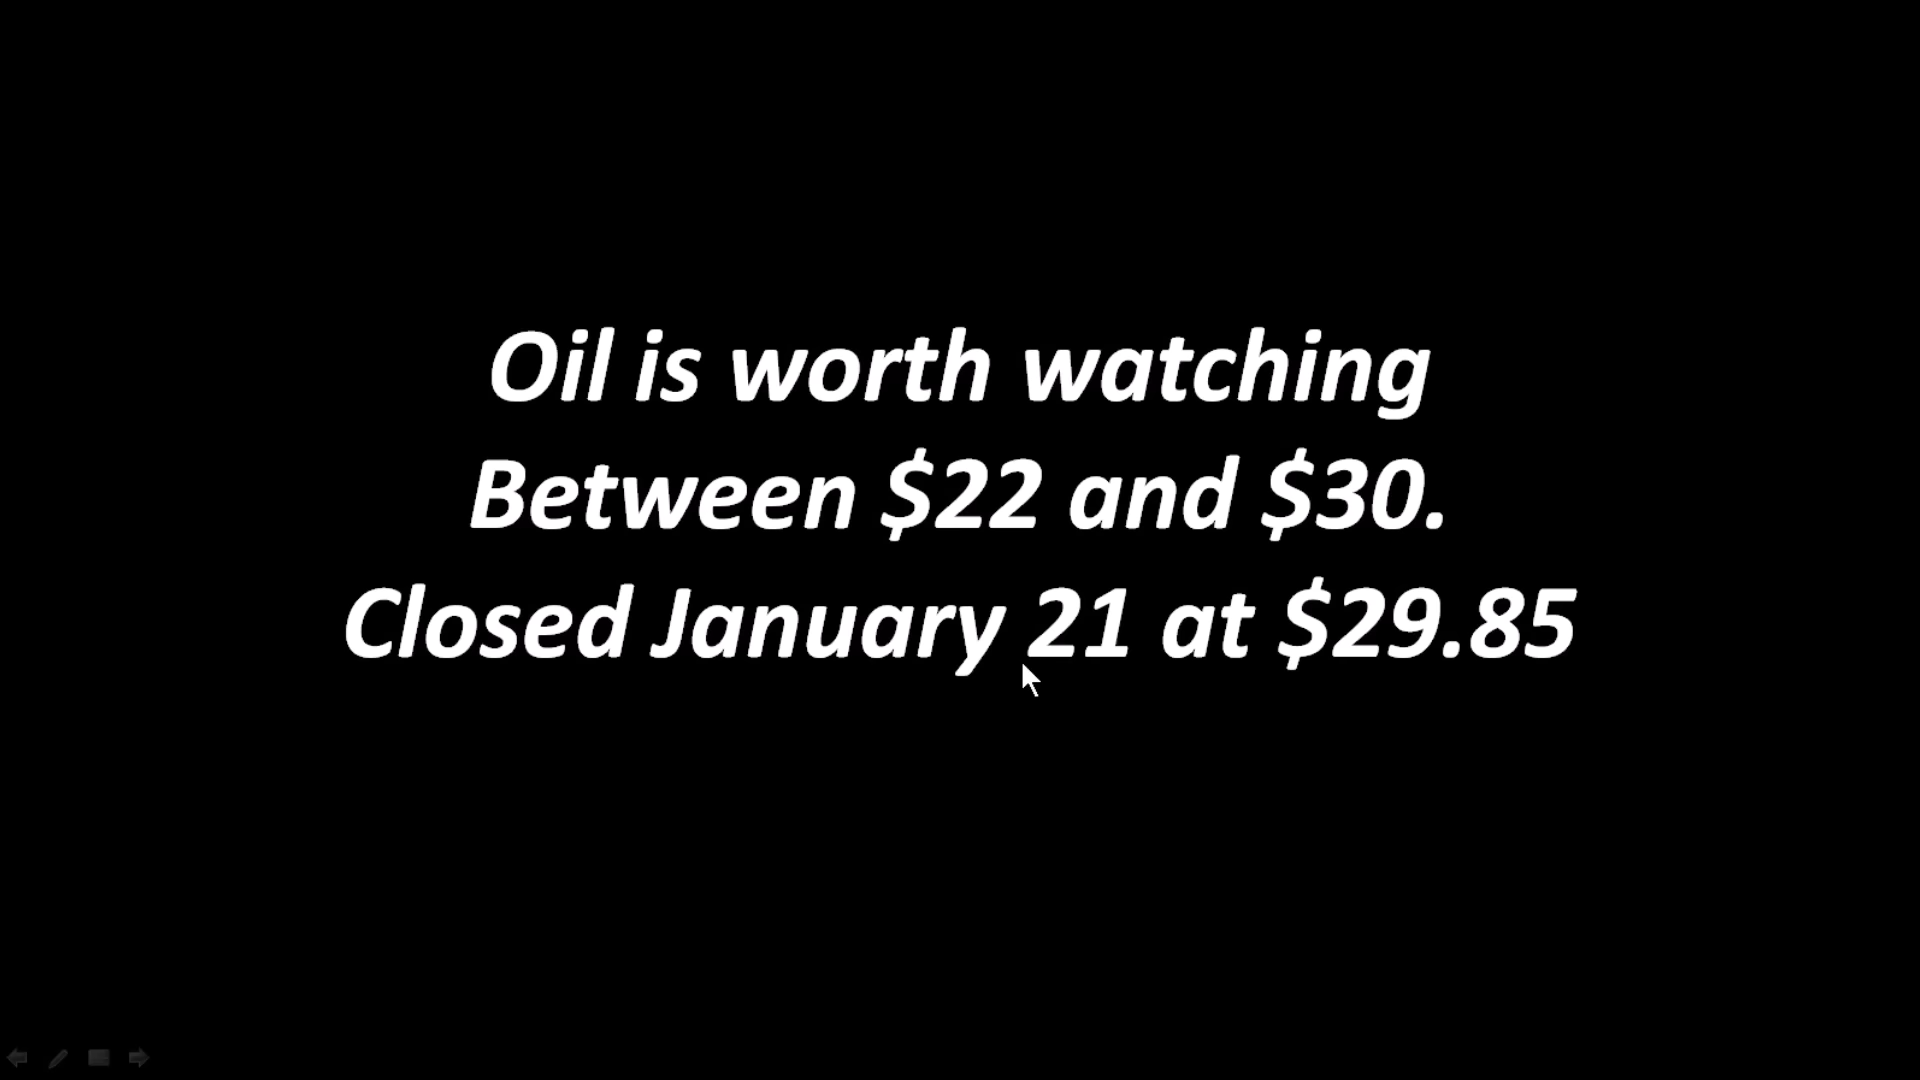 Oil is worth watching
Between $22 and $30.
Closed January 21 at $29.85